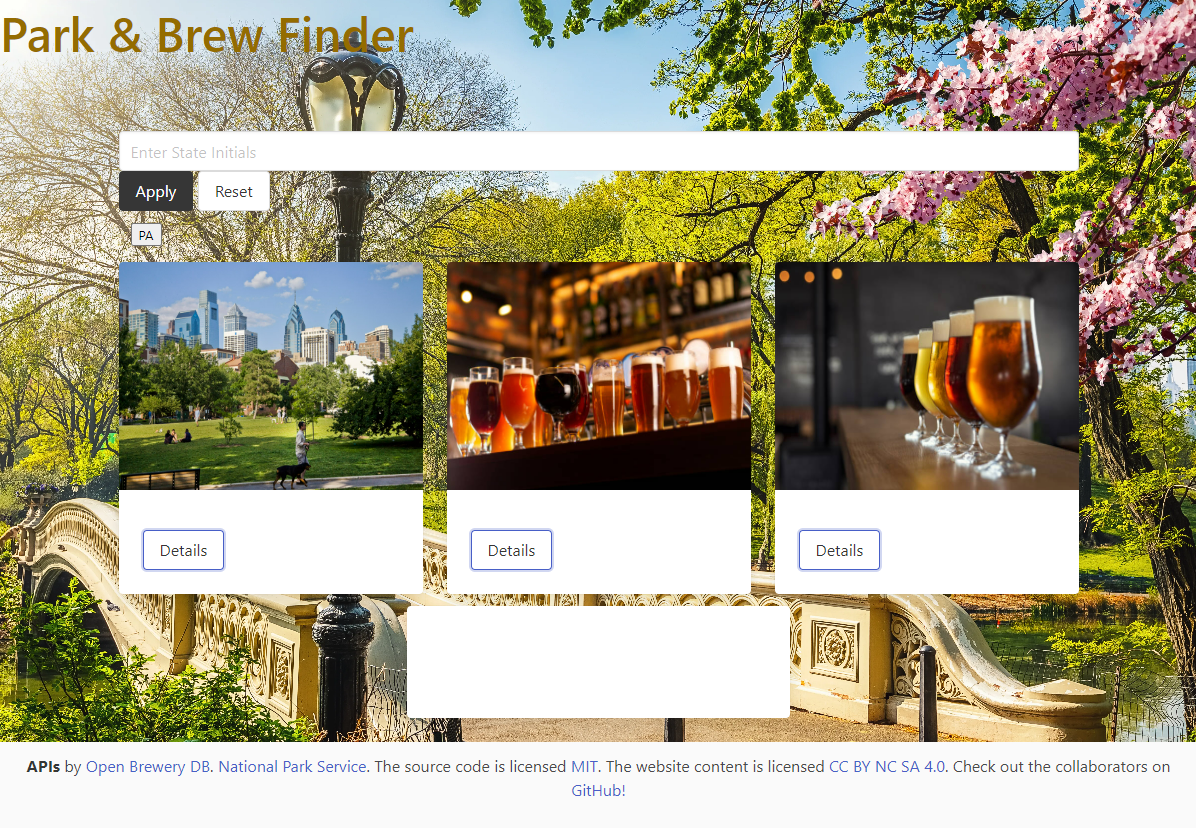 Park & Brew Finder
Enter State Initials
Apply Reset
PA
Details Details Details
APIs by Open Brewery DB. National Park Service. The source code is licensed MIT. The website content is licensed CC BY NC SA 4.0. Check out the collaborators on
GitHub!